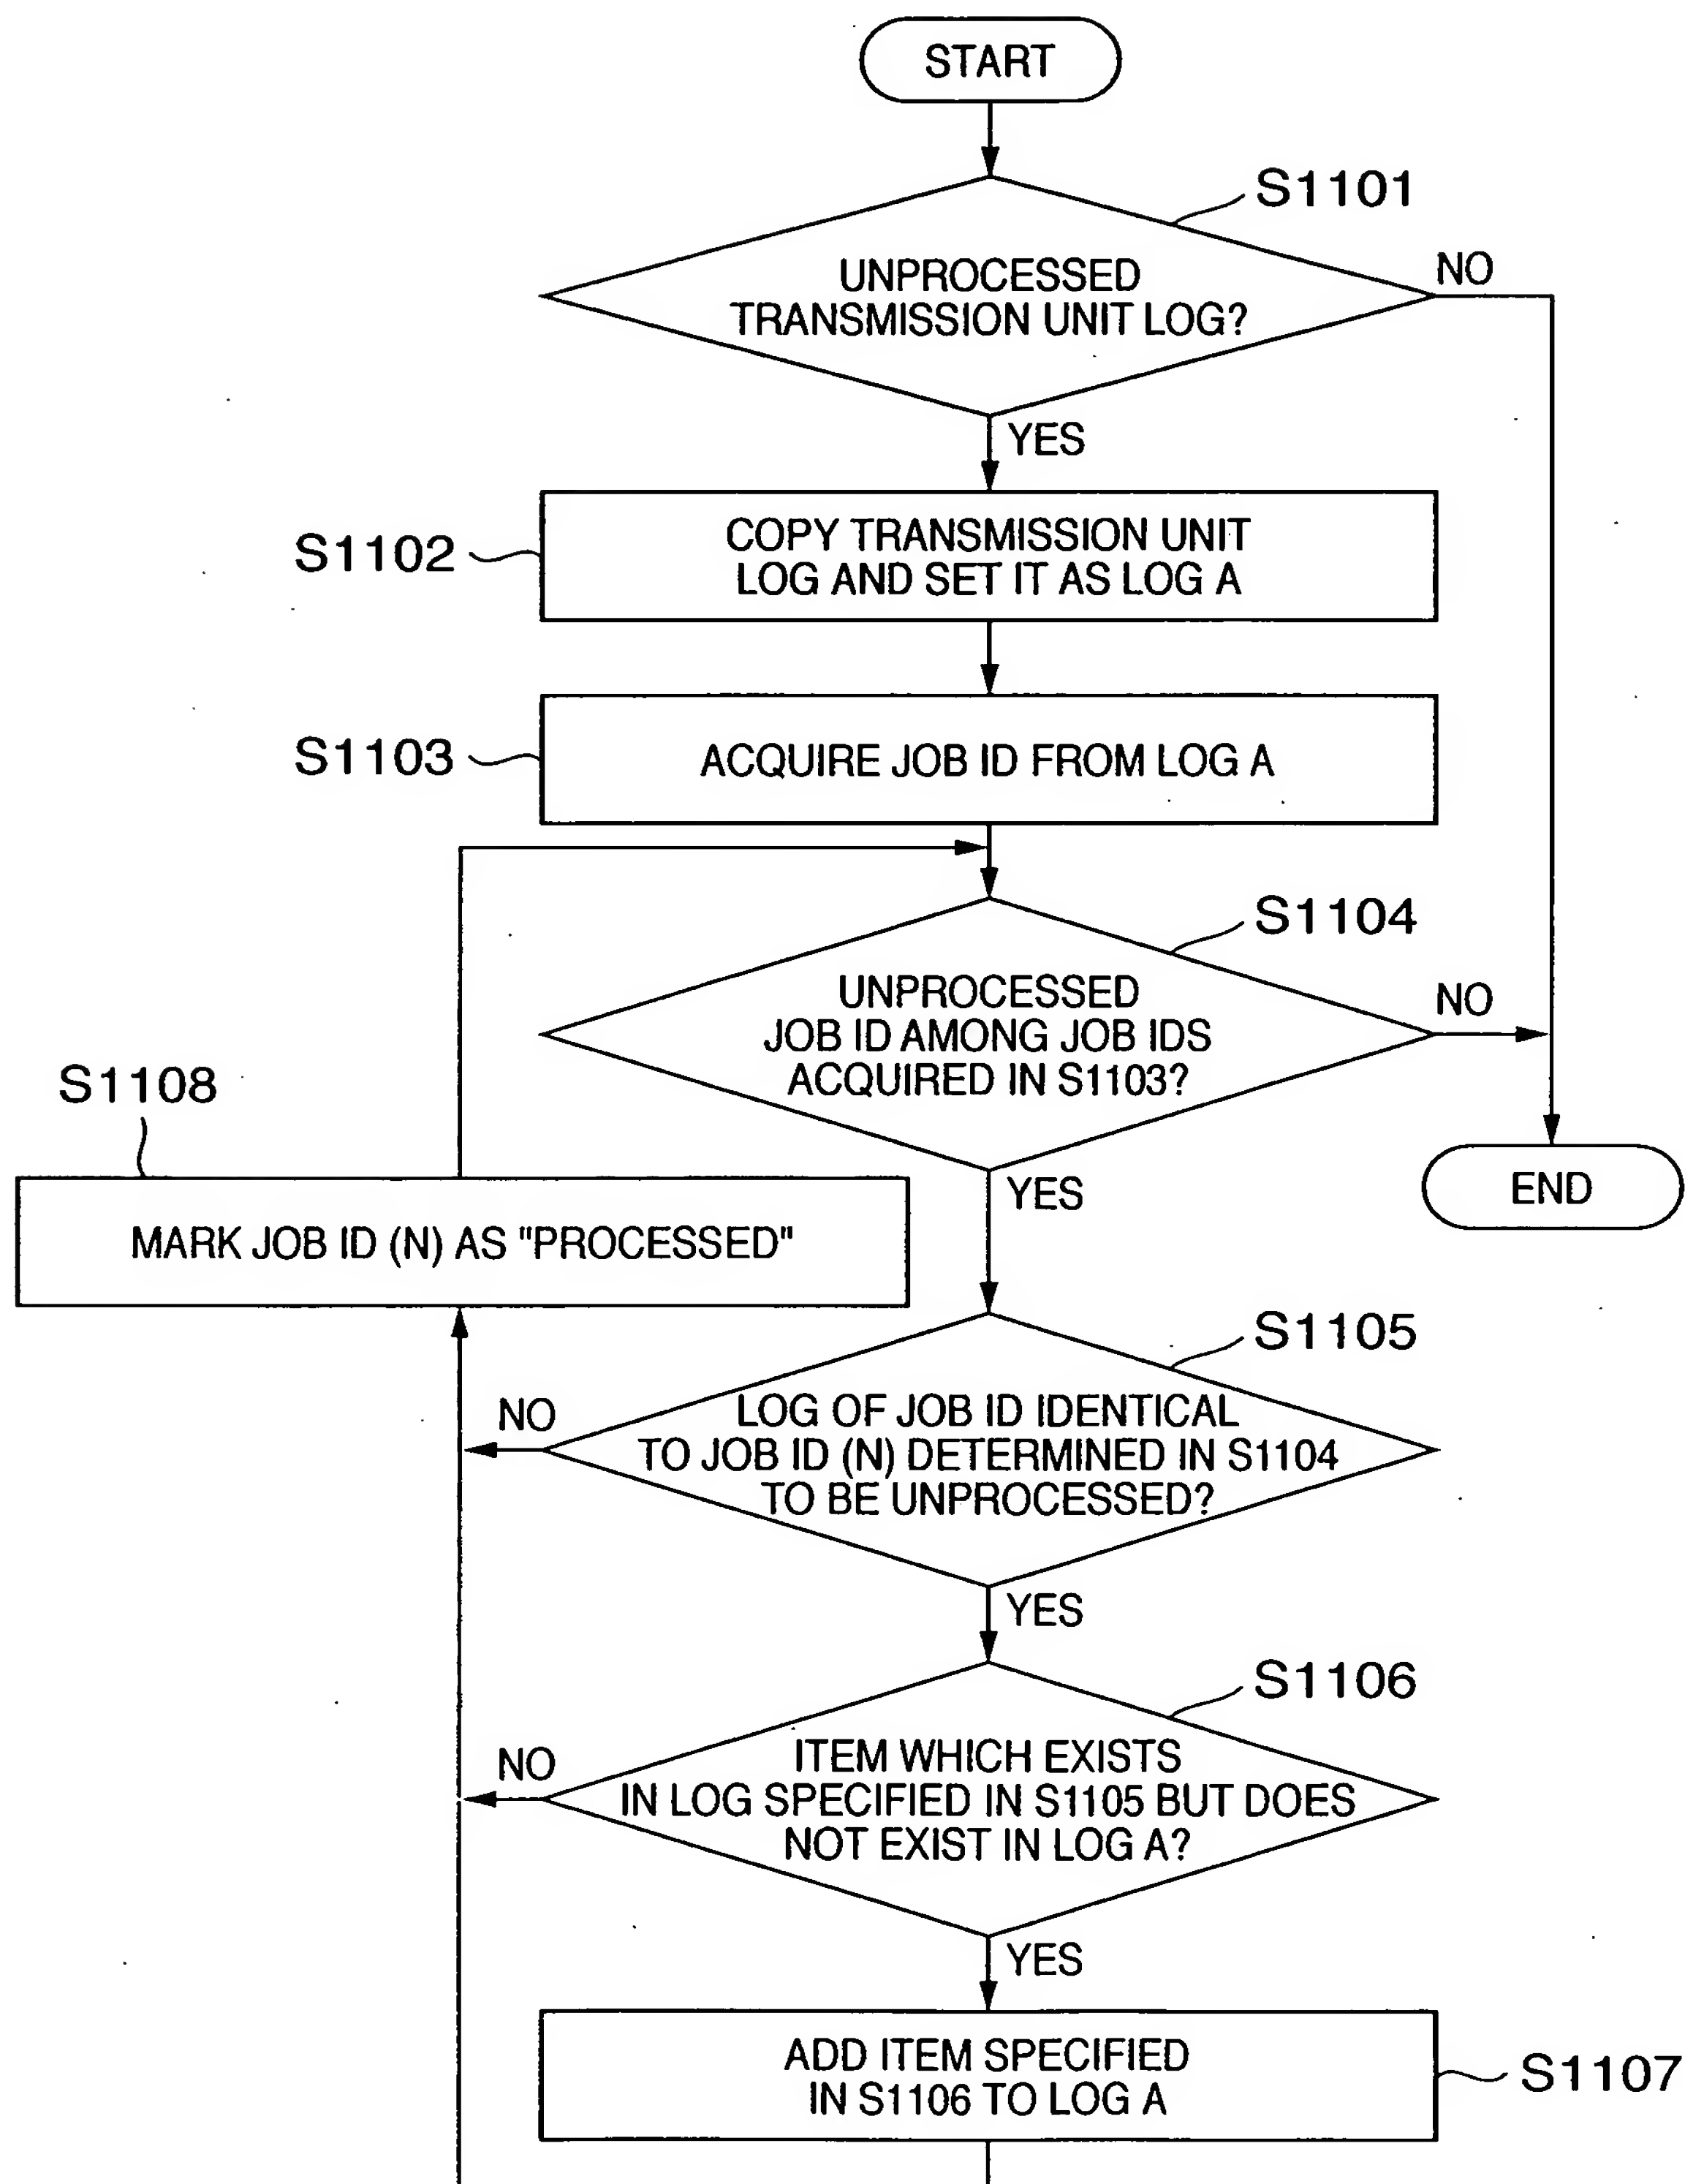 START
S1101
UNPROCESSED
TRANSMISSION UNIT LOG?
NO
YES
S1102
COPY TRANSMISSION UNIT
LOG AND SET IT AS LOG A
S1103
ACQUIRE JOB ID FROM LOG A
S1104
UNPROCESSED
JOB ID AMONG JOB IDS
ACQUIRED IN S1103?
NO
YES
END
S1108
MARK JOB ID (N) AS "PROCESSED"
S1105
LOG OF JOB ID IDENTICAL
TO JOB ID (N) DETERMINED IN S1104
TO BE UNPROCESSED?
NO
YES
S1106
ITEM WHICH EXISTS
IN LOG SPECIFIED IN S1105 BUT DOES
NOT EXIST IN LOG A?
NO
YES
ADD ITEM SPECIFIED
IN S1106 TO LOG A
S1107